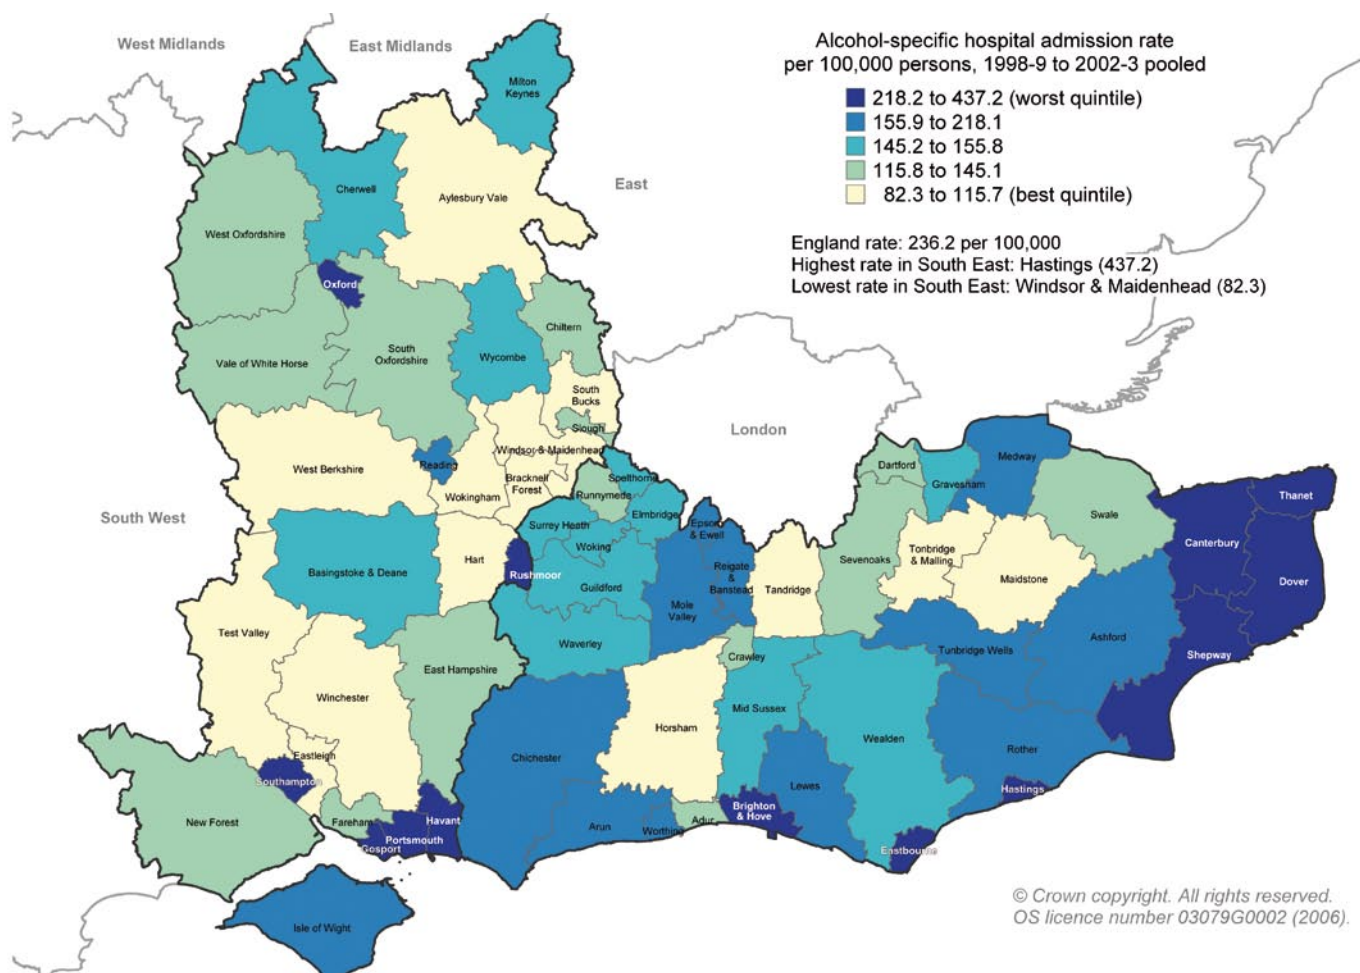 West Midlands
East Midlands
Alcohol-specific hospital admission rate
per 100,000 persons, 1998-9 to 2002-3 pooled
218.2 to 437.2 (worst quintile)
155.9 to 218.1
145.2 to 155.8
115.8 to 145.1
82.3 to 115.7 (best quintile)
England rate: 236.2 per 100,000
Highest rate in South East: Hastings (437.2)
Lowest rate in South East: Windsor & Maidenhead (82.3)
Milton
Keynes
Cherwell
Aylesbury Vale
East
West Oxfordshire
Oxford
Chiltern
South
Oxfordshire
Wycombe
Vale of White Horse
South
Bucks
Slough
London
Windsor & Maidenhead
West Berkshire
Reading
Bracknell
Forest
Wokingham
Spelthorne
Runnymede
Dartford
Medway
Gravesham
Thanet
South West
Elmbridge
Swale
Surrey Heath
Epsom
& Ewell
Woking
Canterbury
Hart
Basingstoke & Deane
Rushmoor
Guildford
Reigate &
Banstead
Tandridge
Sevenoaks
Tonbridge
& Malling
Maidstone
Dover
Mole
Valley
Test Valley
Waverley
Ashford
Tunbridge Wells
Shepway
Crawley
East Hampshire
Winchester
Horsham
Mid Sussex
Wealden
Rother
Eastleigh
Chichester
Southampton
Lewes
Hastings
New Forest
Fareham
Havant
Portsmouth
Gosport
Arun
Worthing
Adur
Brighton
& Hove
Eastbourne
Isle of Wight
© Crown copyright. All rights reserved.
OS licence number 03079G0002 (2006).